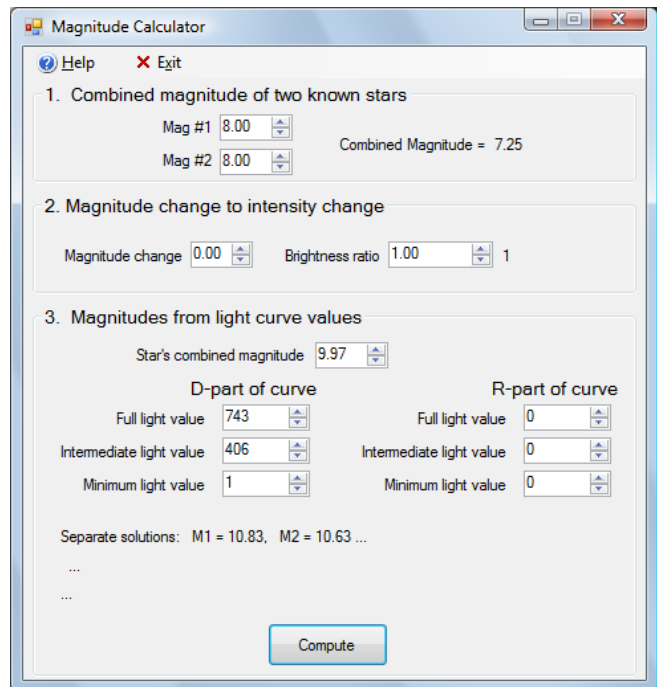 Magnitude Calculator
Help Exit
1. Combined magnitude of two known stars
Mag #1 8.00
Combined Magnitude = 7.25
Mag #2 8.00
2. Magnitude change to intensity change
Magnitude change 0.00 Brightness ratio 1.00 1
3. Magnitudes from light curve values
Star's combined magnitude 9.97
D-part of curve R-part of curve
Full light value 743 Full light value 0
Intermediate light value 406 Intermediate light value 0
Minimum light value 1 Minimum light value 0
Separate solutions: M1 = 10.83, M2 = 10.63 ...
...
...
Compute